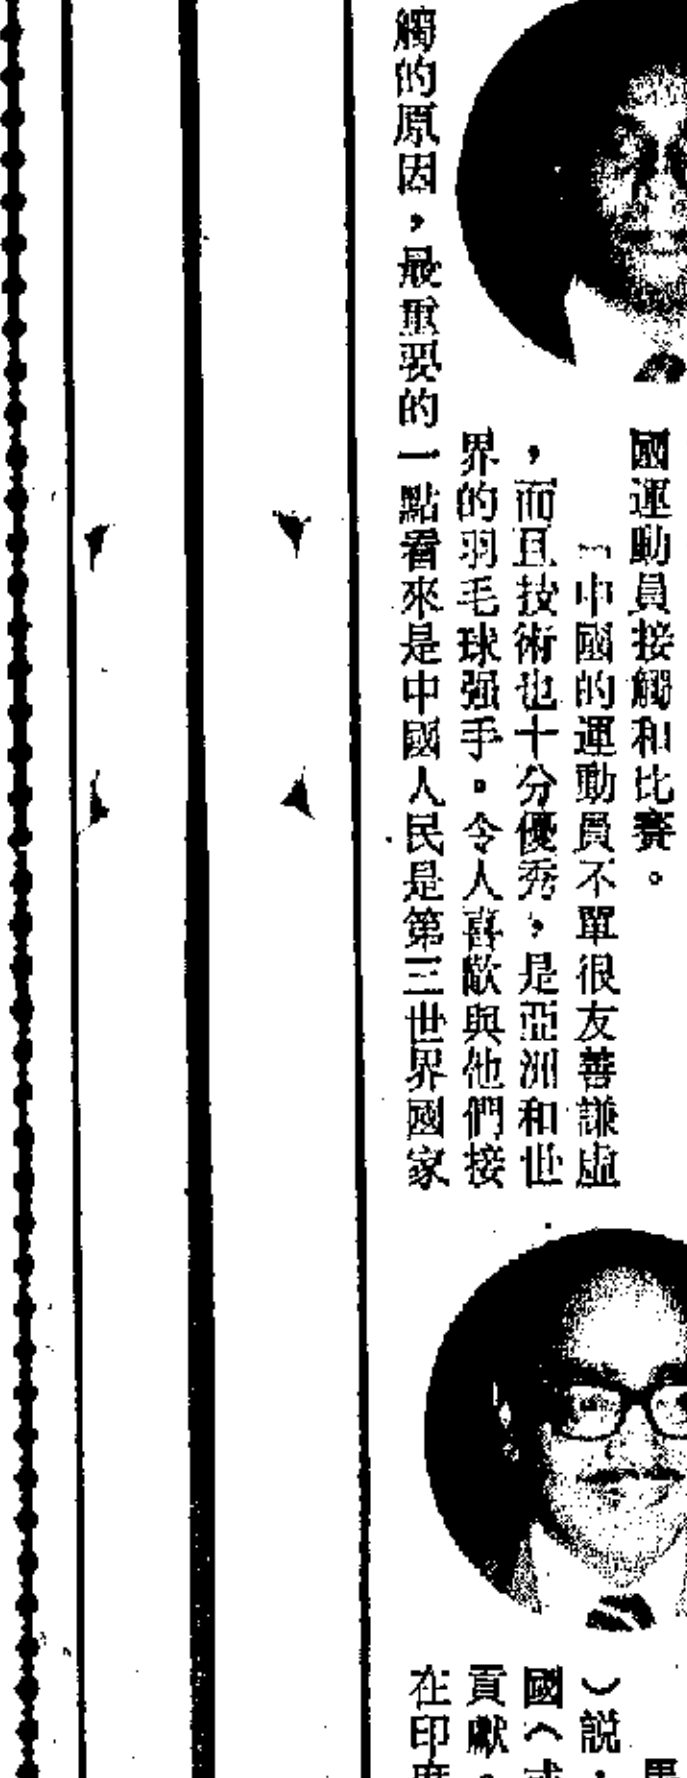 國運動員接觸和比賽。
「中國的運動員不單很友善謙虛
，而且技術也十分優秀，是亞洲和世
界的羽毛球强手。令人喜歡與他們接
觸的原因，最重要的一點看來是中國人民是第三世界國家
）説：
國（或
貢獻。
在印度